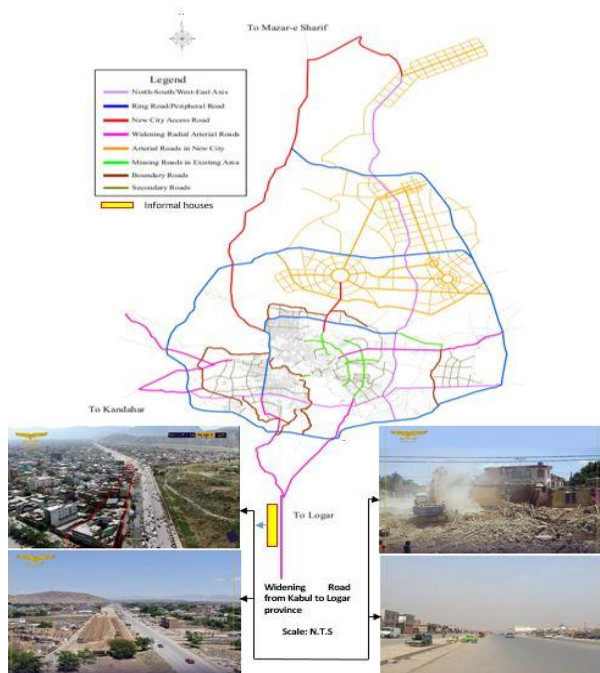 To Mazar-e Sharif
Legend
North-South/West-East Axis
Ring Road/Peripheral Road
New City Access Road
Widening Radial Arterial Roads
Arterial Roads in New City
Missing Roads in Existing Area
Boundary Roads
Secondary Roads
Informal houses
To Kandahar
To Logar
Widening Road
from Kabul to Logar
province
Scale: N.T.S